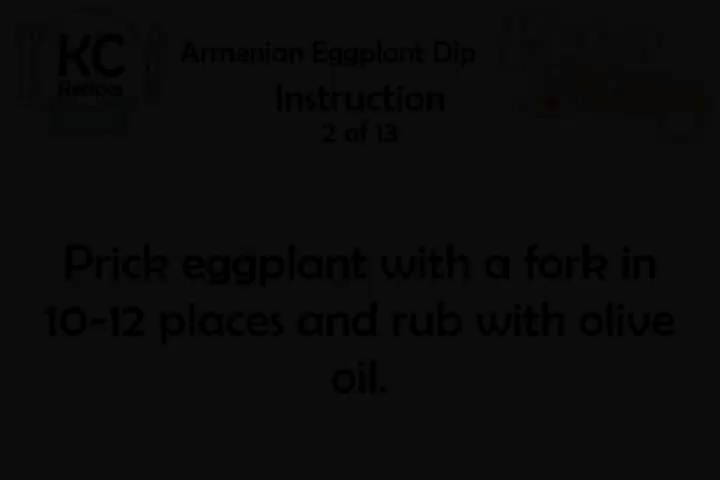 KC
Recipes
Armenian Eggplant Dip
Instruction
2 of 13
Prick eggplant with a fork in
10-12 places and rub with olive
oil.